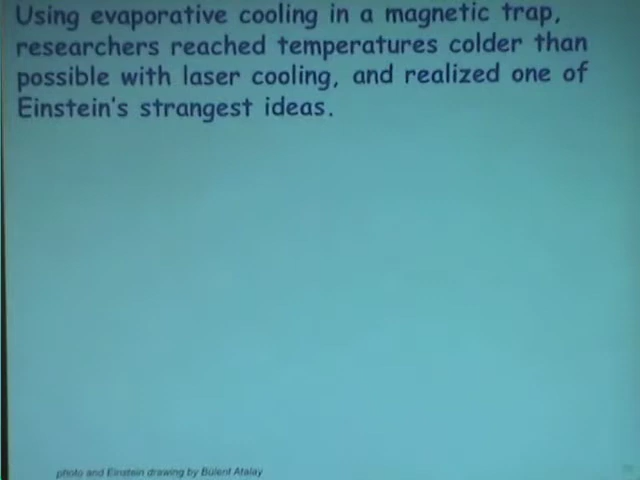 Using evaporative cooling in a magnetic trap,
researchers reached temperatures colder than
possible with laser cooling, and realized one of
Einstein's strangest ideas.
photo and Einstein drawing by Bulent Atalay